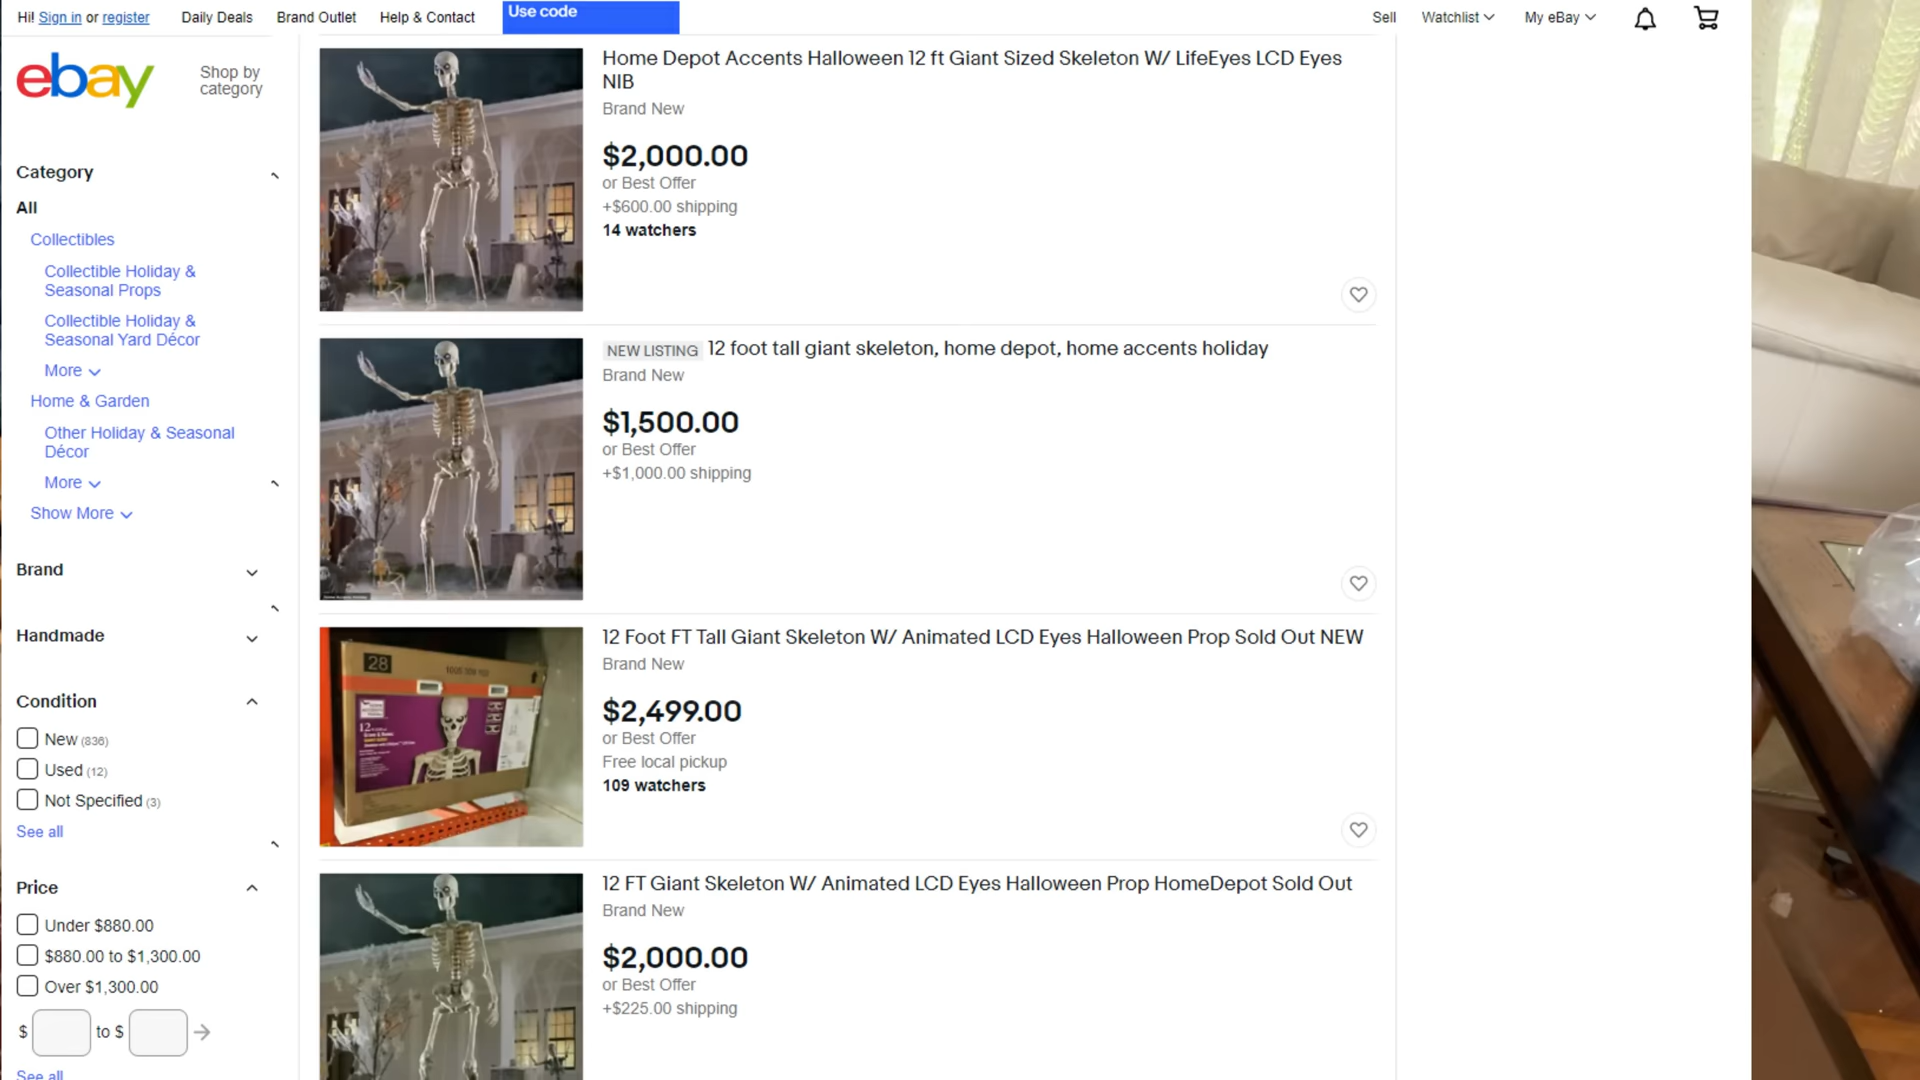 Hi! Sign in or register
Daily Deals
Brand Outlet
Help & Contact
Use code
Sell
Watchlist
My eBay
ebay
Shop by
category
Category
All
Collectibles
Collectible Holiday &
Seasonal Props
Collectible Holiday &
Seasonal Yard Décor
More
Home & Garden
Other Holiday & Seasonal
Décor
More
Show More
Brand
Handmade
Condition
New (836)
Used (12)
Not Specified (3)
See all
Price
Under $880.00
$880.00 to $1,300.00
Over $1,300.00
$ to $
See all
Home Depot Accents Halloween 12 ft Giant Sized Skeleton W/ LifeEyes LCD Eyes
NIB
Brand New
$2,000.00
or Best Offer
+$600.00 shipping
14 watchers
NEW LISTING 12 foot tall giant skeleton, home depot, home accents holiday
Brand New
$1,500.00
or Best Offer
+$1,000.00 shipping
28
12 Foot FT Tall Giant Skeleton W/ Animated LCD Eyes Halloween Prop Sold Out NEW
Brand New
$2,499.00
or Best Offer
Free local pickup
109 watchers
12 FT Giant Skeleton W/ Animated LCD Eyes Halloween Prop HomeDepot Sold Out
Brand New
$2,000.00
or Best Offer
+$225.00 shipping